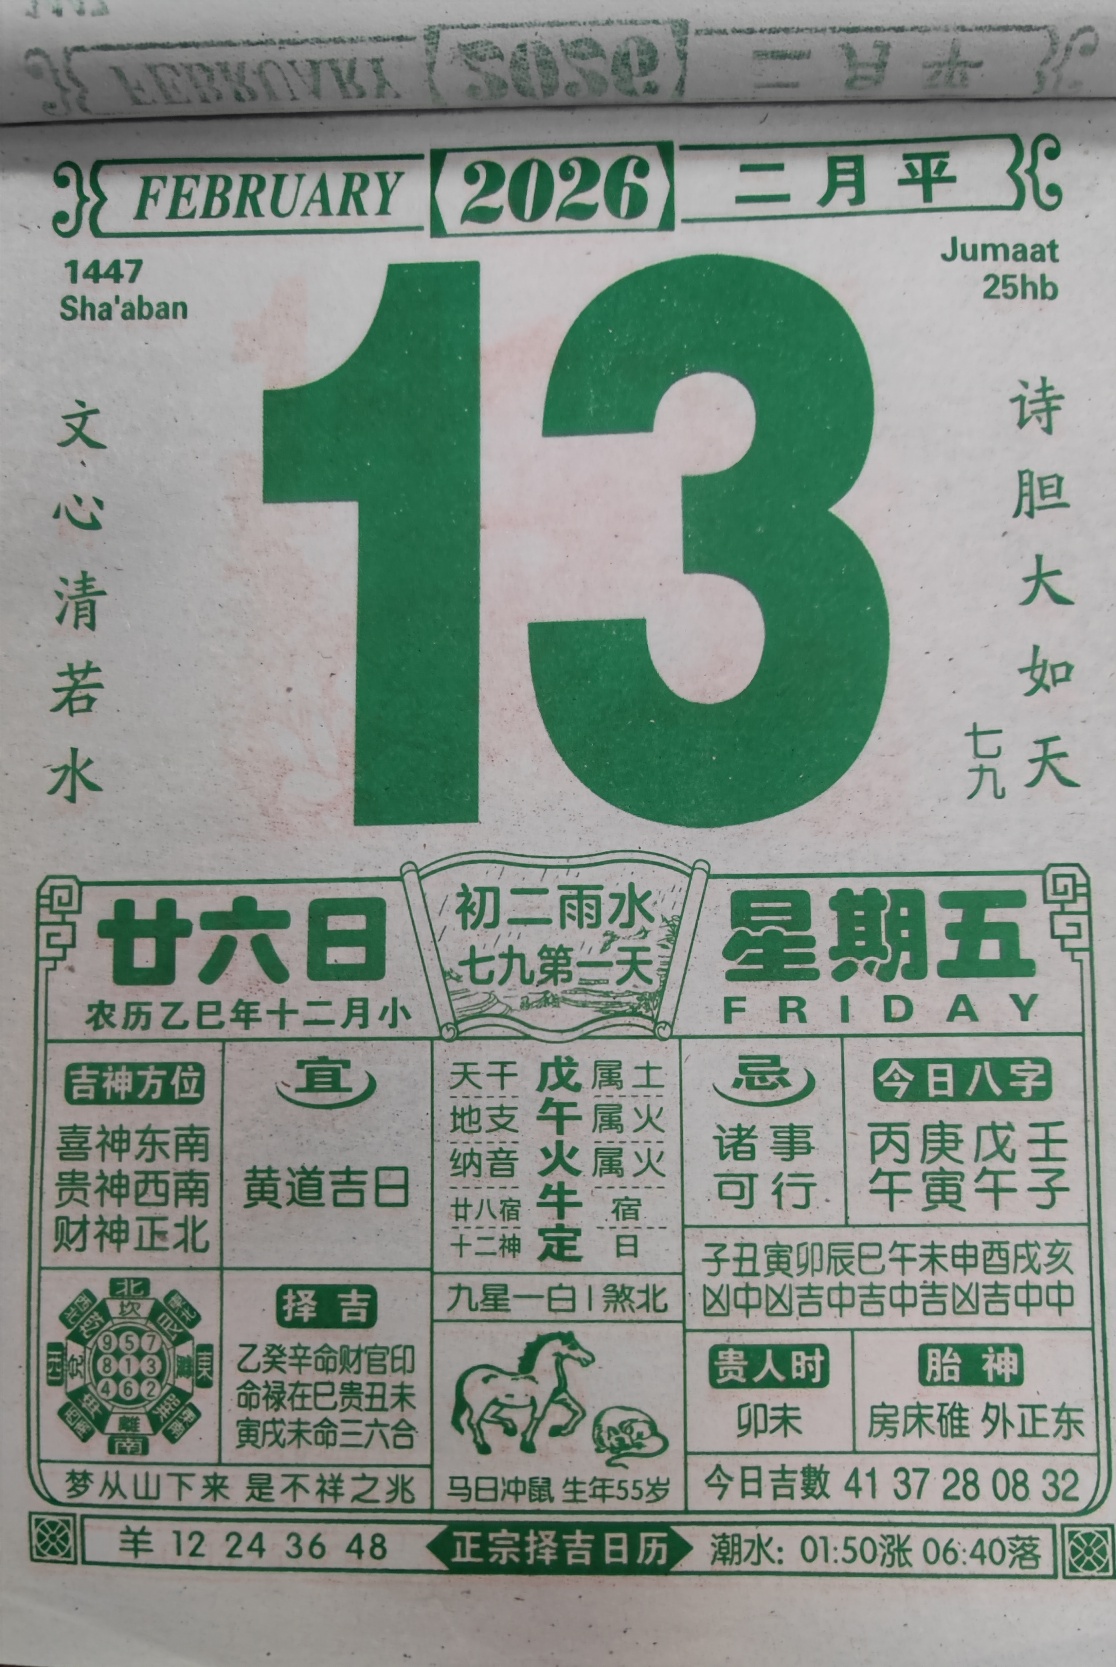 FEBRUARY 2026 二月平
1447
Sha'aban
Jumaat
25hb
13
文心清若水
诗胆大如天
七九
廿六日
农历乙巳年十二月小
初二雨水
七九第一天
星期五
FRIDAY
吉神方位
喜神东南
贵神西南
财神正北
宜
黄道吉日
天干 戊 属土
地支 午 属火
纳音 火 属火
廿八宿 牛 宿
十二神 定 日
九星一白 | 煞北
忌
诸事
可行
今日八字
丙庚戊壬
午寅午子
子丑寅卯辰巳午未申酉戌亥
凶中凶吉中吉中吉凶吉中中
北
坎
957
813
462
離
南
西
東
择吉
乙癸辛命财官印
命禄在巳贵丑未
寅戌未命三六合
马日冲鼠 生年55岁
贵人时
卯未
胎神
房床碓 外正东
梦从山下来 是不祥之兆
今日吉數 41 37 28 08 32
羊 12 24 36 48
正宗择吉日历
潮水: 01:50涨 06:40落